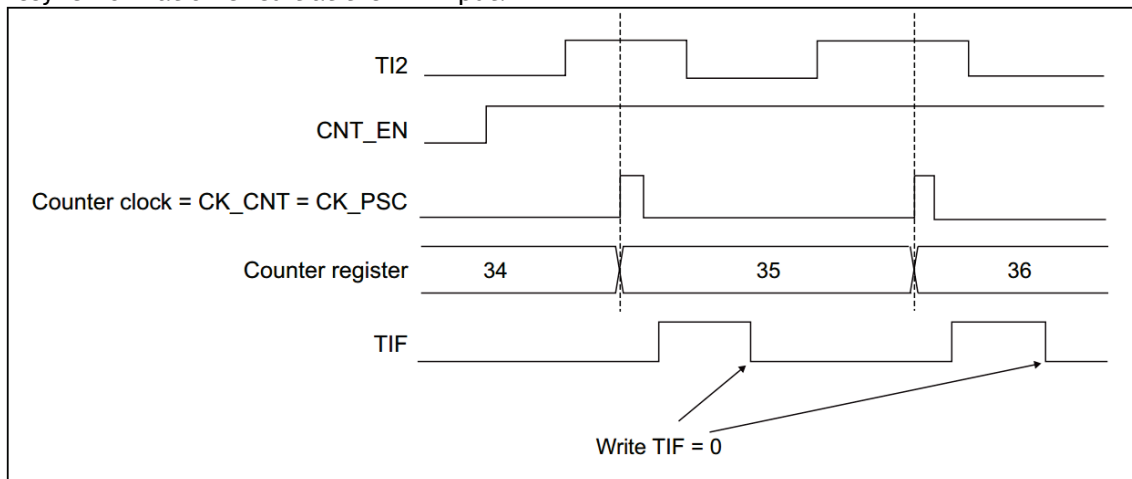 TI2
CNT_EN
Counter clock = CK_CNT = CK_PSC
Counter register 34 35 36
TIF
Write TIF = 0